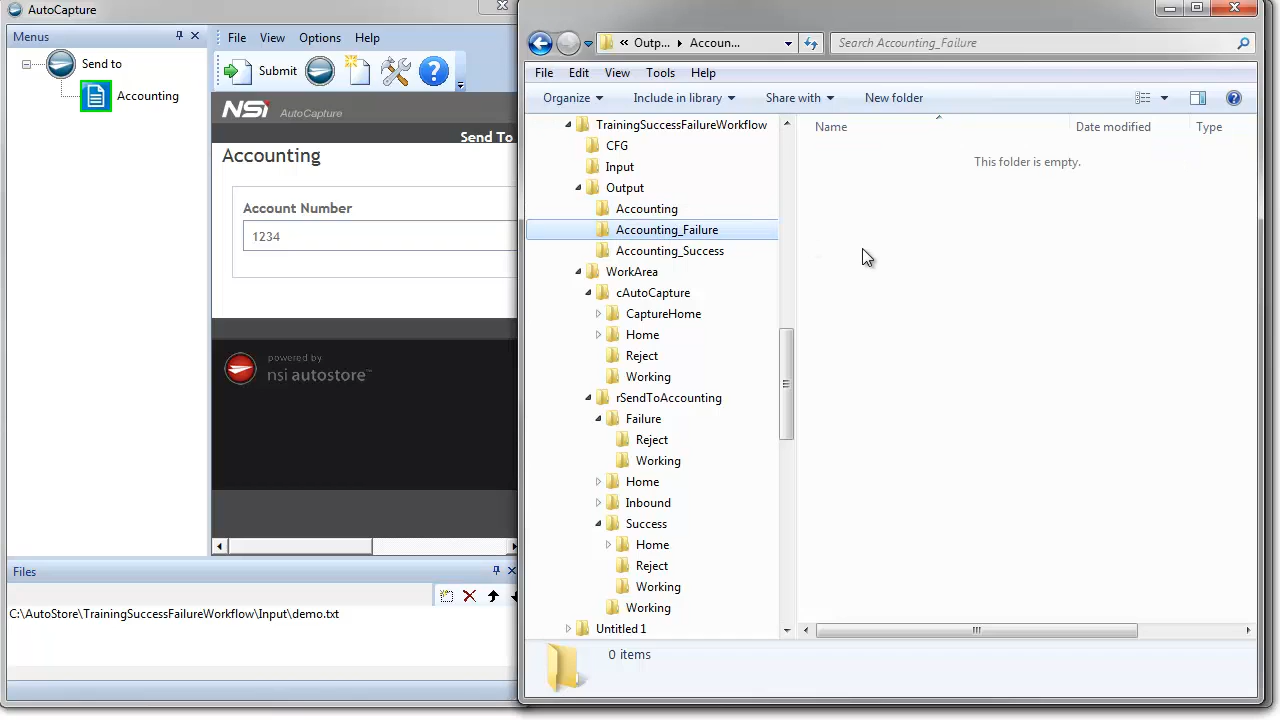 AutoCapture
Menus
Send to
Accounting
File View Options Help
Submit
NSi AutoCapture
Send To
Accounting
Account Number
1234
powered by
nsi autostore™
Files
C:\AutoStore\TrainingSuccessFailureWorkflow\Input\demo.txt
« Outp... Accoun...
Search Accounting_Failure
File Edit View Tools Help
Organize Include in library Share with New folder
Name Date modified Type
This folder is empty.
TrainingSuccessFailureWorkflow
CFG
Input
Output
Accounting
Accounting_Failure
Accounting_Success
WorkArea
cAutoCapture
CaptureHome
Home
Reject
Working
rSendToAccounting
Failure
Reject
Working
Home
Inbound
Success
Home
Reject
Working
Working
Untitled 1
0 items